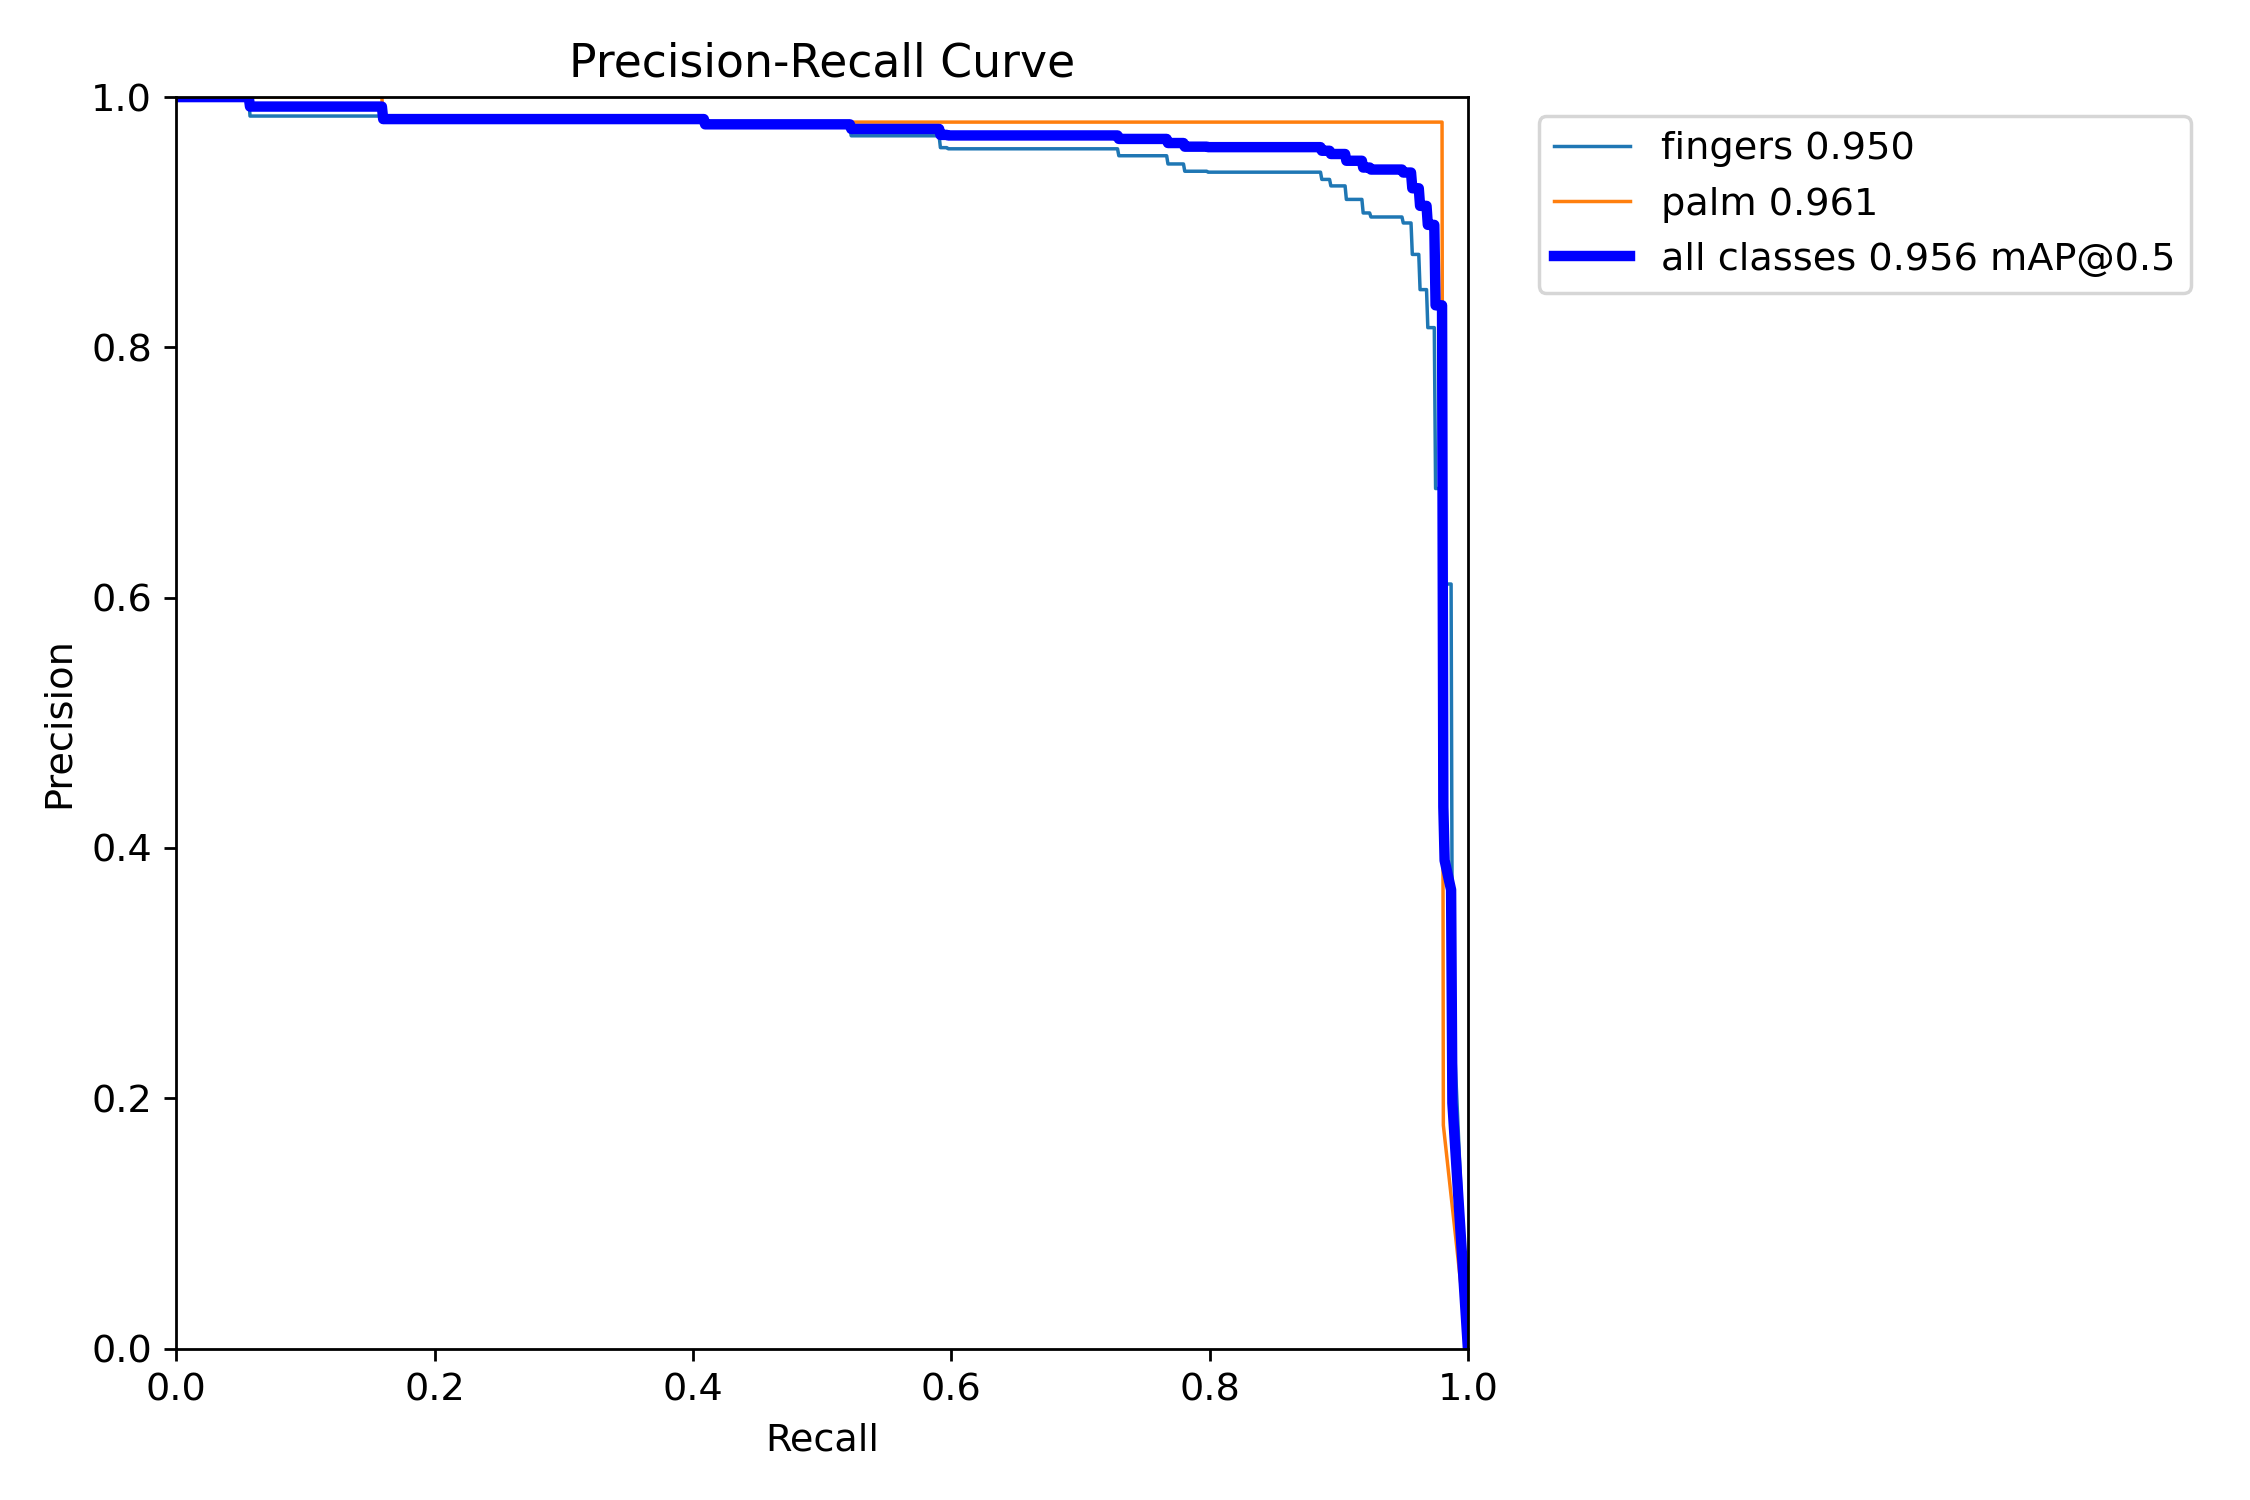 Precision-Recall Curve
1.0
0.8
0.6
0.4
0.2
0.0
Precision
0.0 0.2 0.4 0.6 0.8 1.0
Recall
fingers 0.950
palm 0.961
all classes 0.956 mAP@0.5